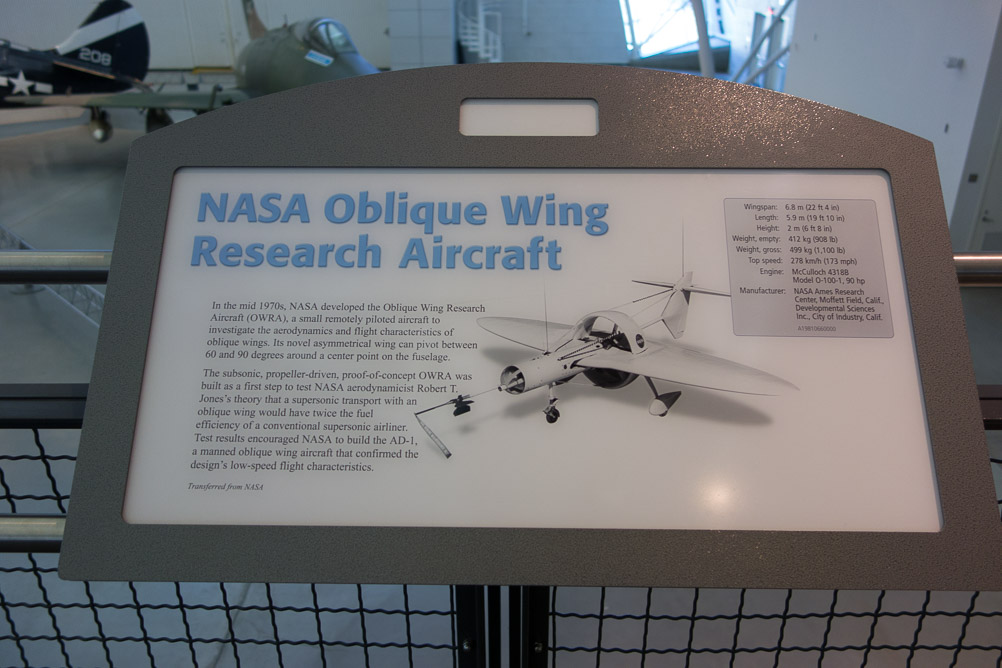 208
NASA Oblique Wing
Research Aircraft
In the mid 1970s, NASA developed the Oblique Wing Research
Aircraft (OWRA), a small remotely piloted aircraft to
investigate the aerodynamics and flight characteristics of
oblique wings. Its novel asymmetrical wing can pivot between
60 and 90 degrees around a center point on the fuselage.
The subsonic, propeller-driven, proof-of-concept OWRA was
built as a first step to test NASA aerodynamicist Robert T.
Jones's theory that a supersonic transport with an
oblique wing would have twice the fuel
efficiency of a conventional supersonic airliner.
Test results encouraged NASA to build the AD-1,
a manned oblique wing aircraft that confirmed the
design's low-speed flight characteristics.
Transferred from NASA
Wingspan: 6.8 m (22 ft 4 in)
Length: 5.9 m (19 ft 10 in)
Height: 2 m (6 ft 8 in)
Weight, empty: 412 kg (908 lb)
Weight, gross: 499 kg (1,100 lb)
Top speed: 278 km/h (173 mph)
Engine: McCulloch 4318B
Model O-100-1, 90 hp
Manufacturer: NASA Ames Research
Center, Moffett Field, Calif.,
Developmental Sciences
Inc., City of Industry, Calif.
A19810660000